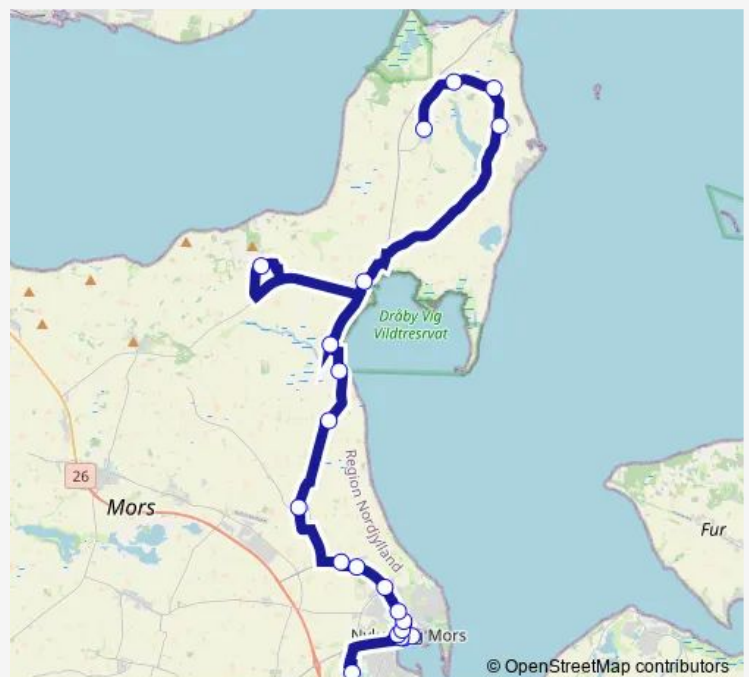 Dråby Vig
Vildtresrvat
Region Nordjylland
26
Mors
Fur
Mors
© OpenStreetMap contributors